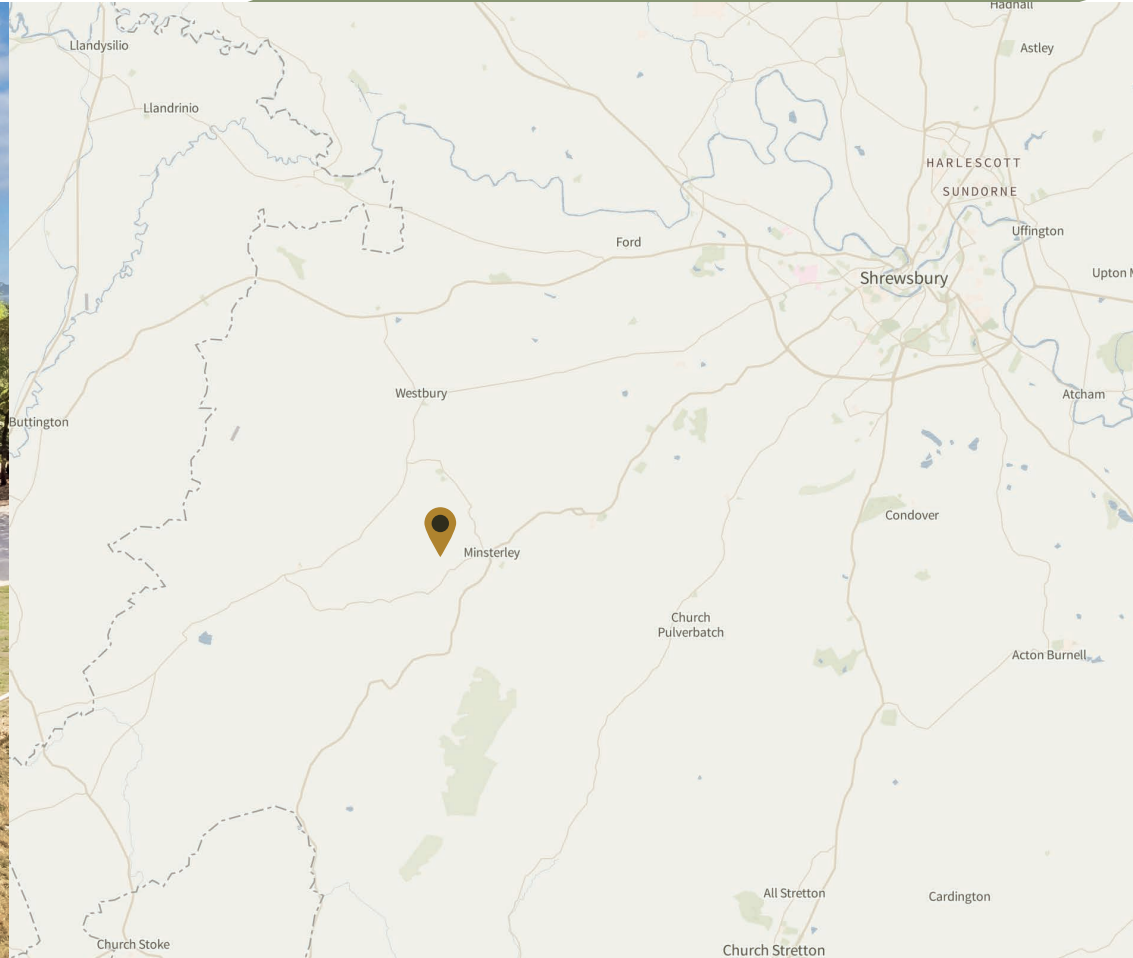 Hadnall
Llandysilio
Astley
Llandrinio
HARLESCOTT
SUNDORNE
Uffington
Ford
Shrewsbury
Upton M
Westbury
Atcham
Buttington
Condover
Minsterley
Church
Pulverbatch
Acton Burnell
All Stretton
Cardington
Church Stoke
Church Stretton